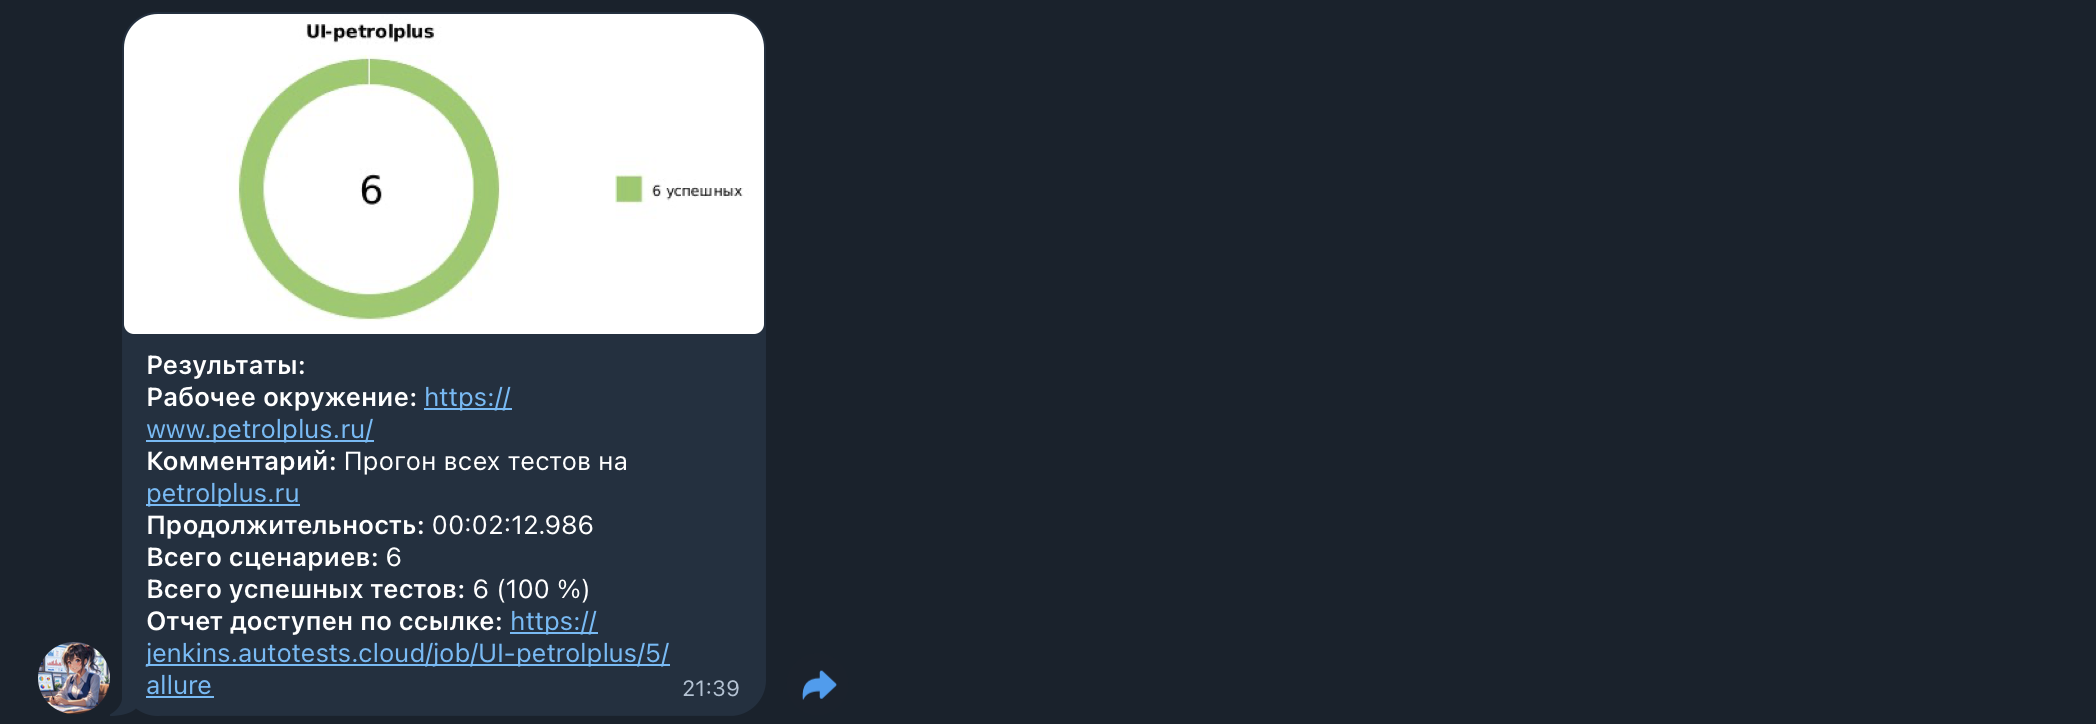 UI-petrolplus
6
6 успешных
Результаты:
Рабочее окружение: https://
www.petrolplus.ru/
Комментарий: Прогон всех тестов на
petrolplus.ru
Продолжительность: 00:02:12.986
Всего сценариев: 6
Всего успешных тестов: 6 (100 %)
Отчет доступен по ссылке: https://
jenkins.autotests.cloud/job/UI-petrolplus/5/
allure
21:39